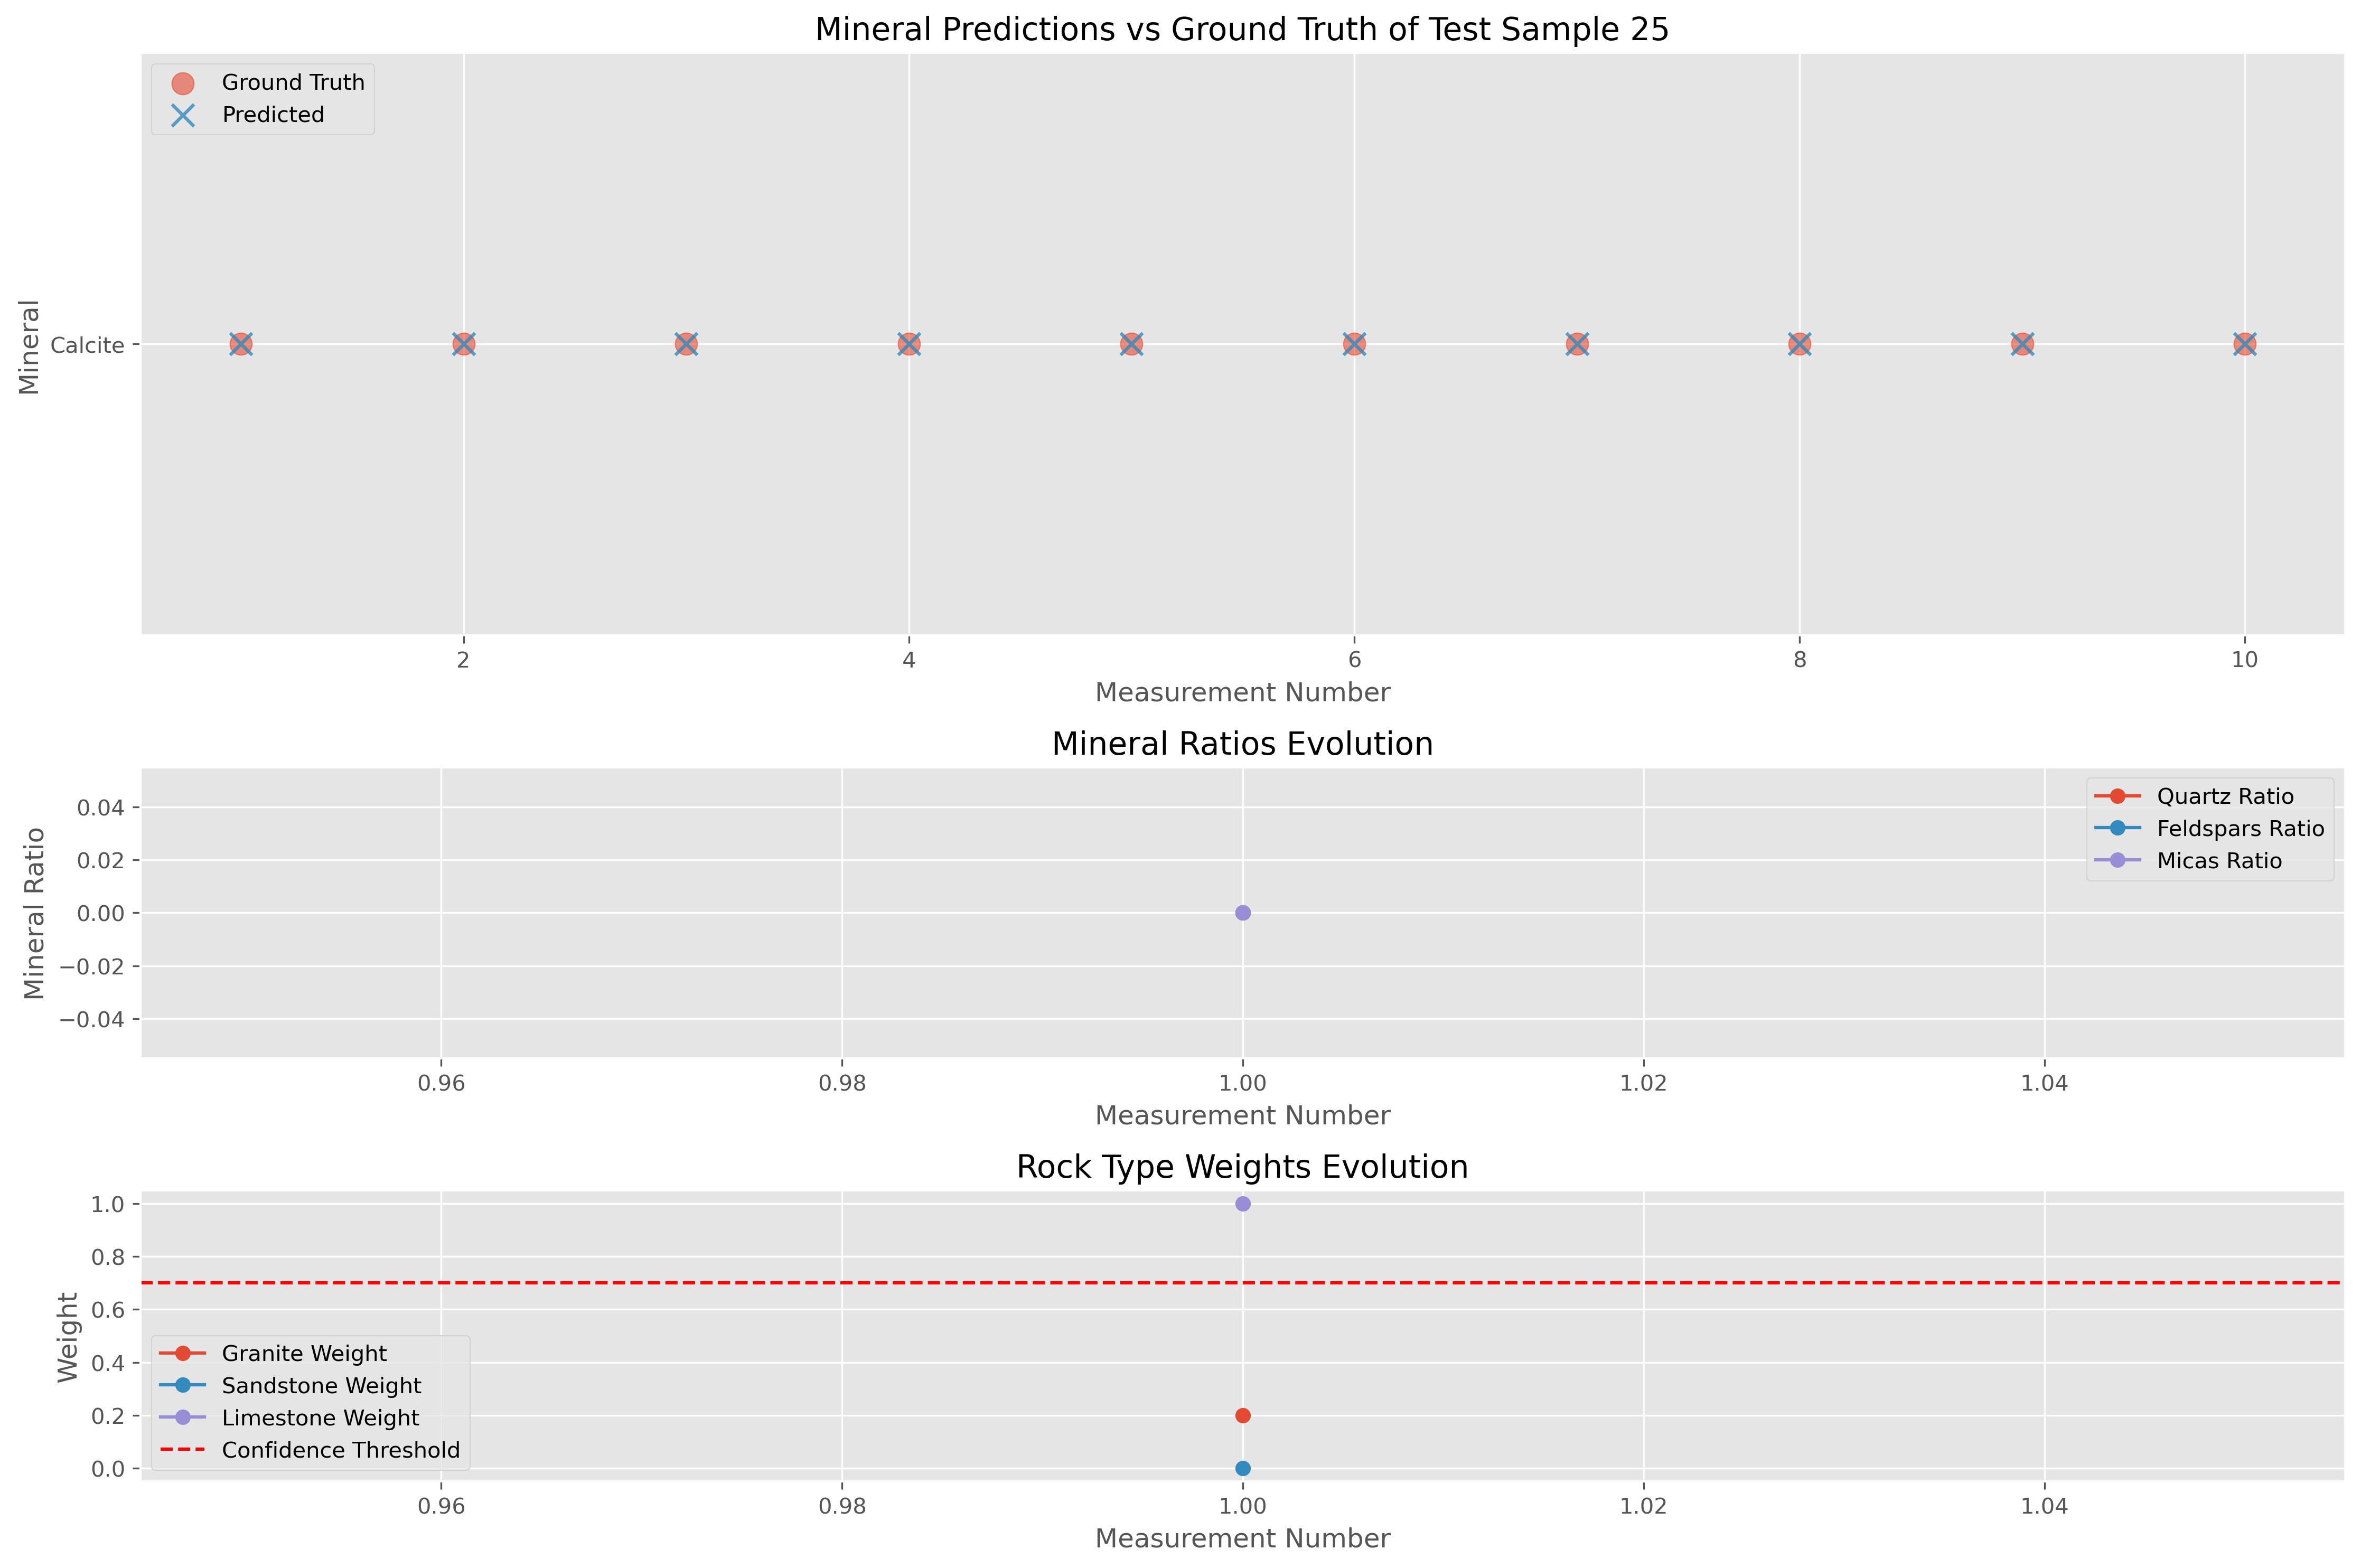 Mineral Predictions vs Ground Truth of Test Sample 25
Ground Truth
Predicted
Mineral
Calcite
2
4
6
8
10
Measurement Number
Mineral Ratios Evolution
Mineral Ratio
0.04
0.02
0.00
−0.02
−0.04
Quartz Ratio
Feldspars Ratio
Micas Ratio
0.96
0.98
1.00
1.02
1.04
Measurement Number
Rock Type Weights Evolution
Weight
1.0
0.8
0.6
0.4
0.2
0.0
Granite Weight
Sandstone Weight
Limestone Weight
Confidence Threshold
0.96
0.98
1.00
1.02
1.04
Measurement Number